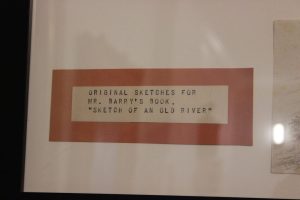 ORIGINAL SKETCHES FOR
MR. BARRY'S BOOK,
"SKETCH OF AN OLD RIVER"